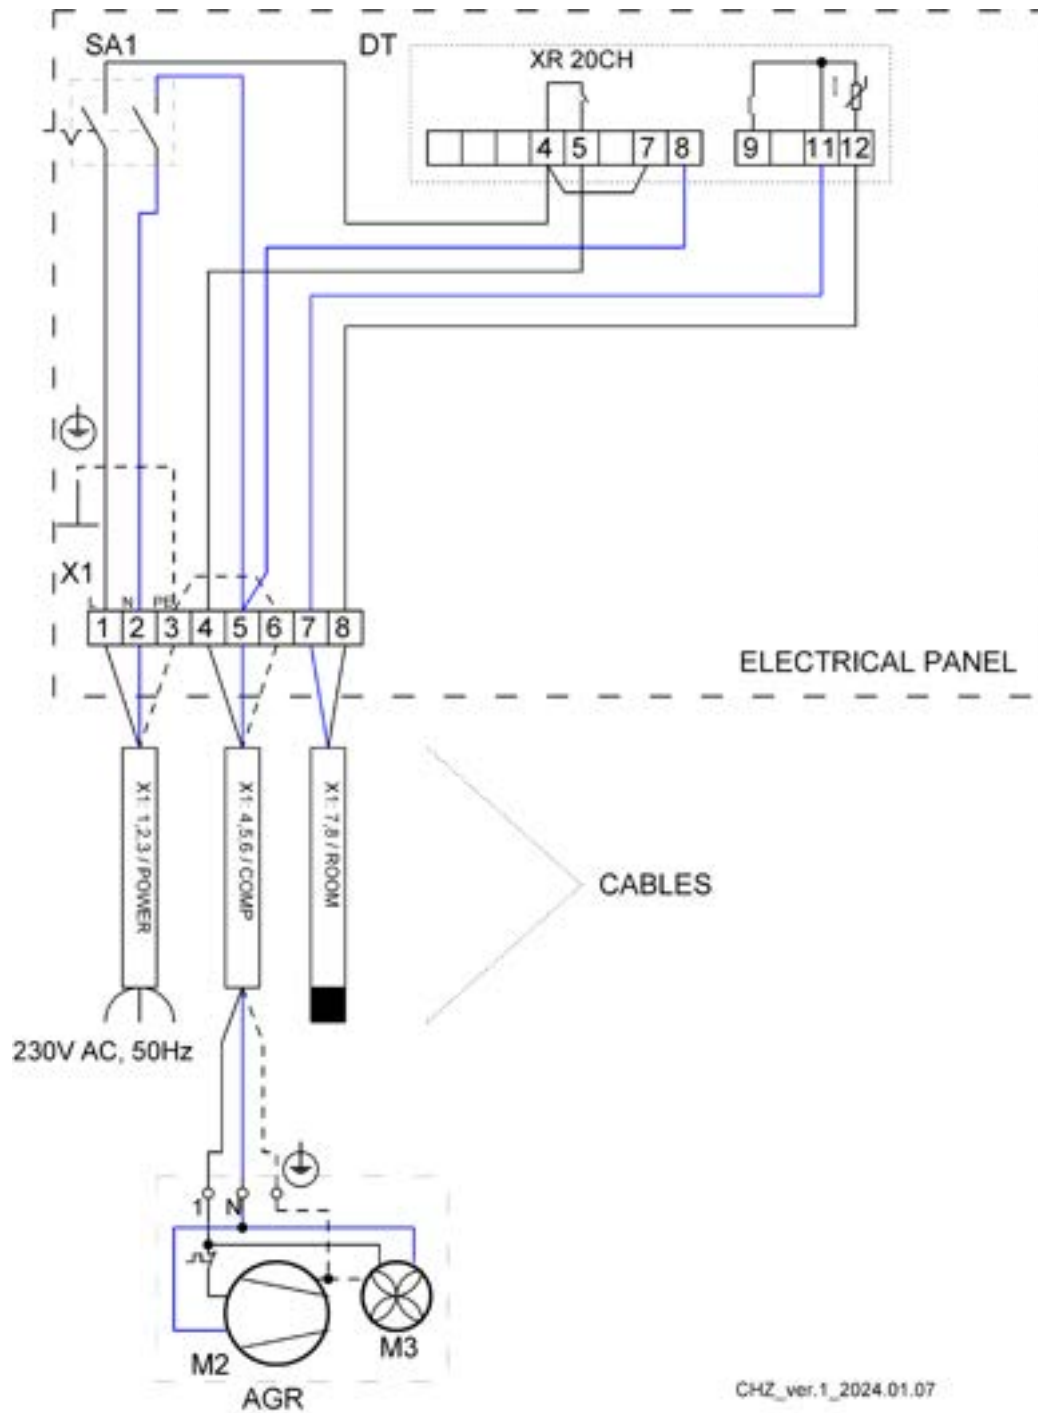 SA1
DT
XR 20CH
4 5 7 8
9 11 12
X1
L N PE
1 2 3 4 5 6 7 8
ELECTRICAL PANEL
X1: 1,2,3 / POWER
X1: 4,5,6 / COMP
X1: 7,8 / ROOM
CABLES
230V AC, 50Hz
1 N
M2
M3
AGR
CHZ_ver.1_2024.01.07